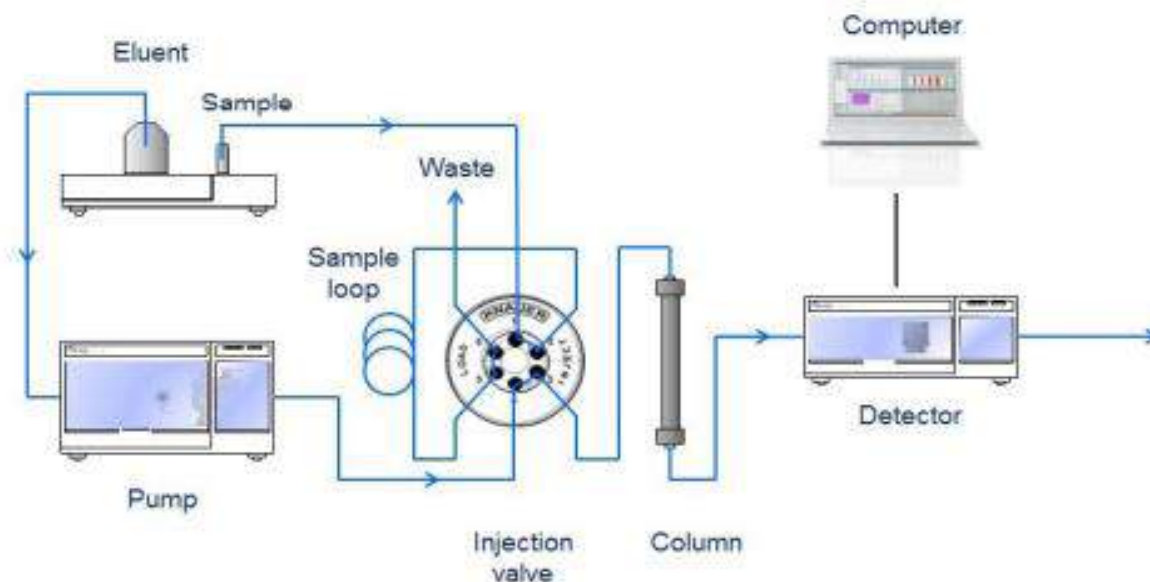 Computer
Eluent
Sample
Waste
Sample
loop
KNAUER
LOAD
INJECT
Detector
Pump
Injection
valve
Column